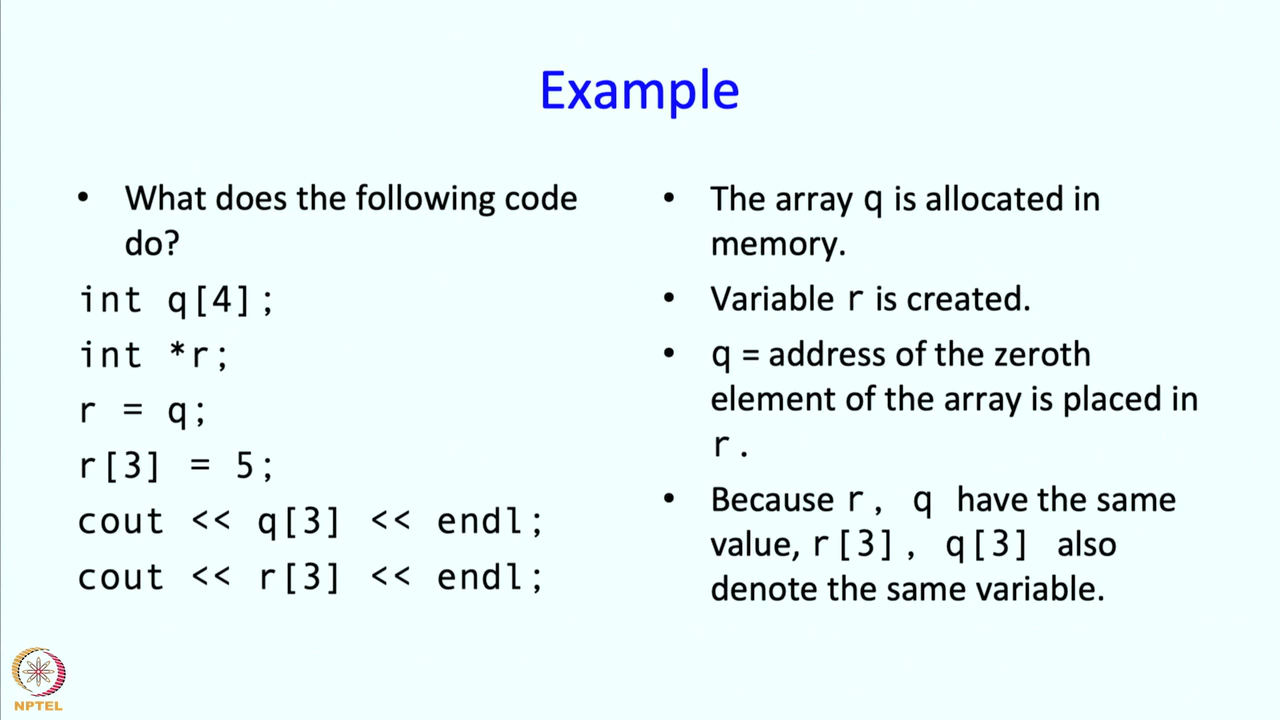 Example
• What does the following code
do?
int q[4];
int *r;
r = q;
r[3] = 5;
cout << q[3] << endl;
cout << r[3] << endl;
• The array q is allocated in
memory.
• Variable r is created.
• q = address of the zeroth
element of the array is placed in
r.
• Because r, q have the same
value, r[3], q[3] also
denote the same variable.
NPTEL